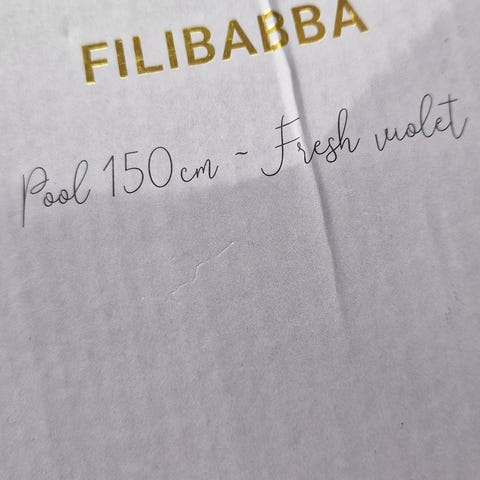 FILIBABBA
Pool 150cm ~ Fresh violet